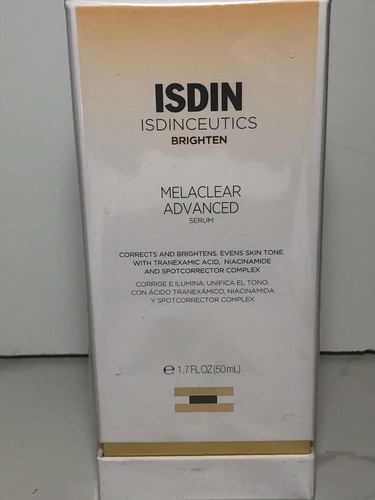 ISDIN
ISDINCEUTICS
BRIGHTEN
MELACLEAR
ADVANCED
SERUM
CORRECTS AND BRIGHTENS. EVENS SKIN TONE.
WITH TRANEXAMIC ACID, NIACINAMIDE
AND SPOTCORRECTOR COMPLEX
CORRIGE E ILUMINA. UNIFICA EL TONO.
CON ÁCIDO TRANEXÁMICO, NIACINAMIDA
Y SPOTCORRECTOR COMPLEX
℮ 1.7 FL OZ (50 mL)